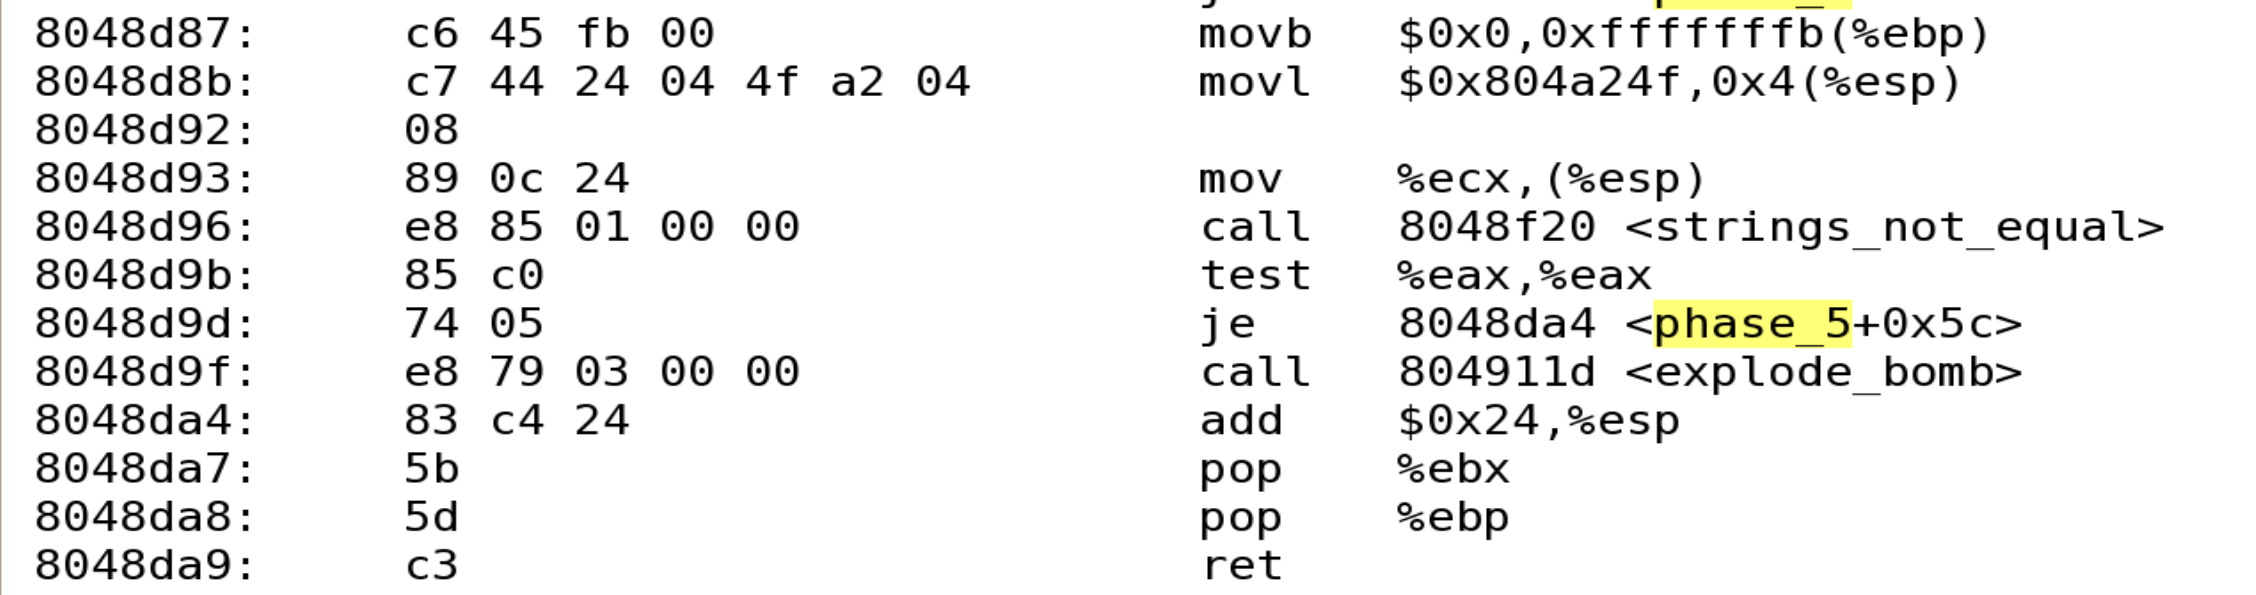 8048d87: c6 45 fb 00 movb $0x0,0xfffffffb(%ebp)
8048d8b: c7 44 24 04 4f a2 04 movl $0x804a24f,0x4(%esp)
8048d92: 08
8048d93: 89 0c 24 mov %ecx,(%esp)
8048d96: e8 85 01 00 00 call 8048f20 <strings_not_equal>
8048d9b: 85 c0 test %eax,%eax
8048d9d: 74 05 je 8048da4 <phase_5+0x5c>
8048d9f: e8 79 03 00 00 call 804911d <explode_bomb>
8048da4: 83 c4 24 add $0x24,%esp
8048da7: 5b pop %ebx
8048da8: 5d pop %ebp
8048da9: c3 ret